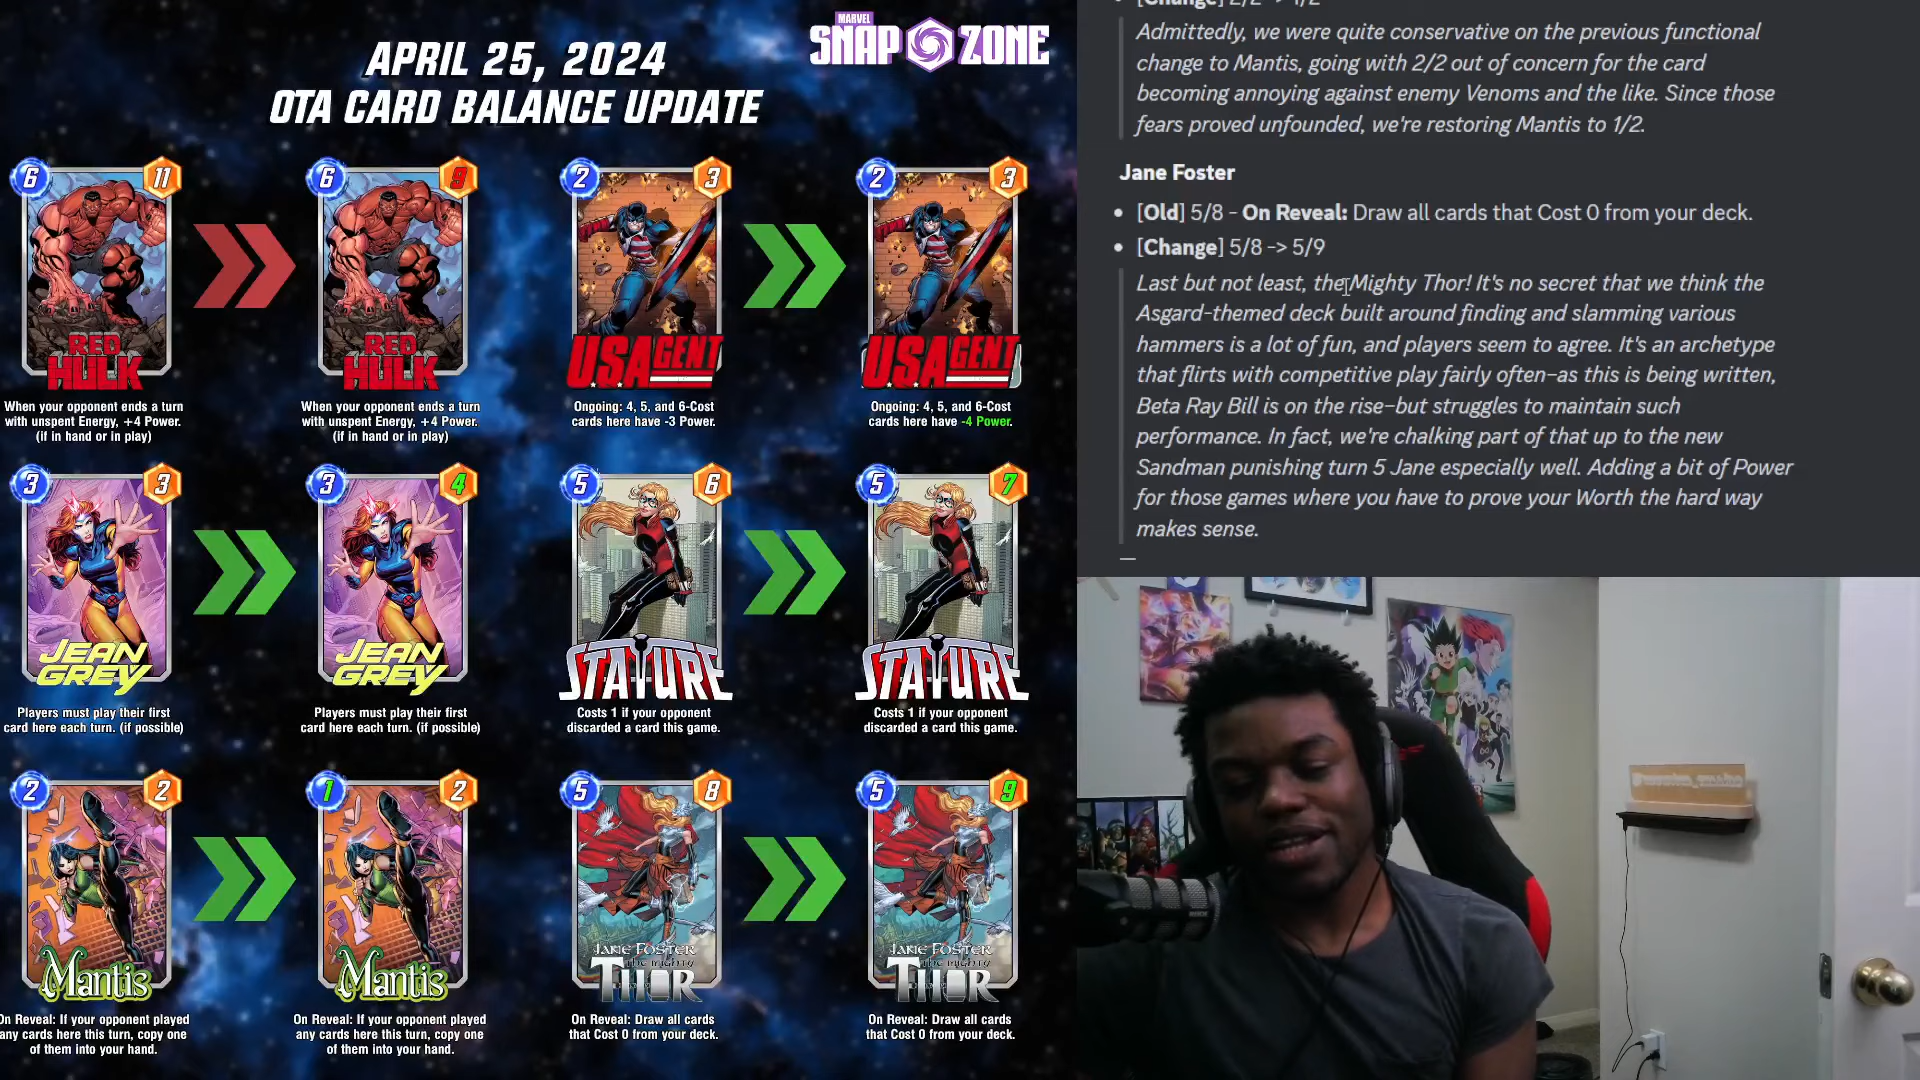 MARVEL
SNAP ZONE
APRIL 25, 2024
OTA CARD BALANCE UPDATE
6 11
6 9
2 3
2 3
RED
HULK
RED
HULK
USAGENT
USAGENT
When your opponent ends a turn
with unspent Energy, +4 Power.
(if in hand or in play)
When your opponent ends a turn
with unspent Energy, +4 Power.
(if in hand or in play)
Ongoing: 4, 5, and 6-Cost
cards here have -3 Power.
Ongoing: 4, 5, and 6-Cost
cards here have -4 Power.
3 3
3 4
5 6
5 7
JEAN
GREY
JEAN
GREY
STATURE
STATURE
Players must play their first
card here each turn. (if possible)
Players must play their first
card here each turn. (if possible)
Costs 1 if your opponent
discarded a card this game.
Costs 1 if your opponent
discarded a card this game.
2 2
1 2
5 8
5 9
Mantis
Mantis
JANE FOSTER
THE MIGHTY
THOR
JANE FOSTER
THE MIGHTY
THOR
On Reveal: If your opponent played
any cards here this turn, copy one
of them into your hand.
On Reveal: If your opponent played
any cards here this turn, copy one
of them into your hand.
On Reveal: Draw all cards
that Cost 0 from your deck.
On Reveal: Draw all cards
that Cost 0 from your deck.
[Change] 2/2 -> 1/2
Admittedly, we were quite conservative on the previous functional
change to Mantis, going with 2/2 out of concern for the card
becoming annoying against enemy Venoms and the like. Since those
fears proved unfounded, we're restoring Mantis to 1/2.
Jane Foster
• [Old] 5/8 - On Reveal: Draw all cards that Cost 0 from your deck.
• [Change] 5/8 -> 5/9
Last but not least, the Mighty Thor! It's no secret that we think the
Asgard-themed deck built around finding and slamming various
hammers is a lot of fun, and players seem to agree. It's an archetype
that flirts with competitive play fairly often–as this is being written,
Beta Ray Bill is on the rise–but struggles to maintain such
performance. In fact, we're chalking part of that up to the new
Sandman punishing turn 5 Jane especially well. Adding a bit of Power
for those games where you have to prove your Worth the hard way
makes sense.
—